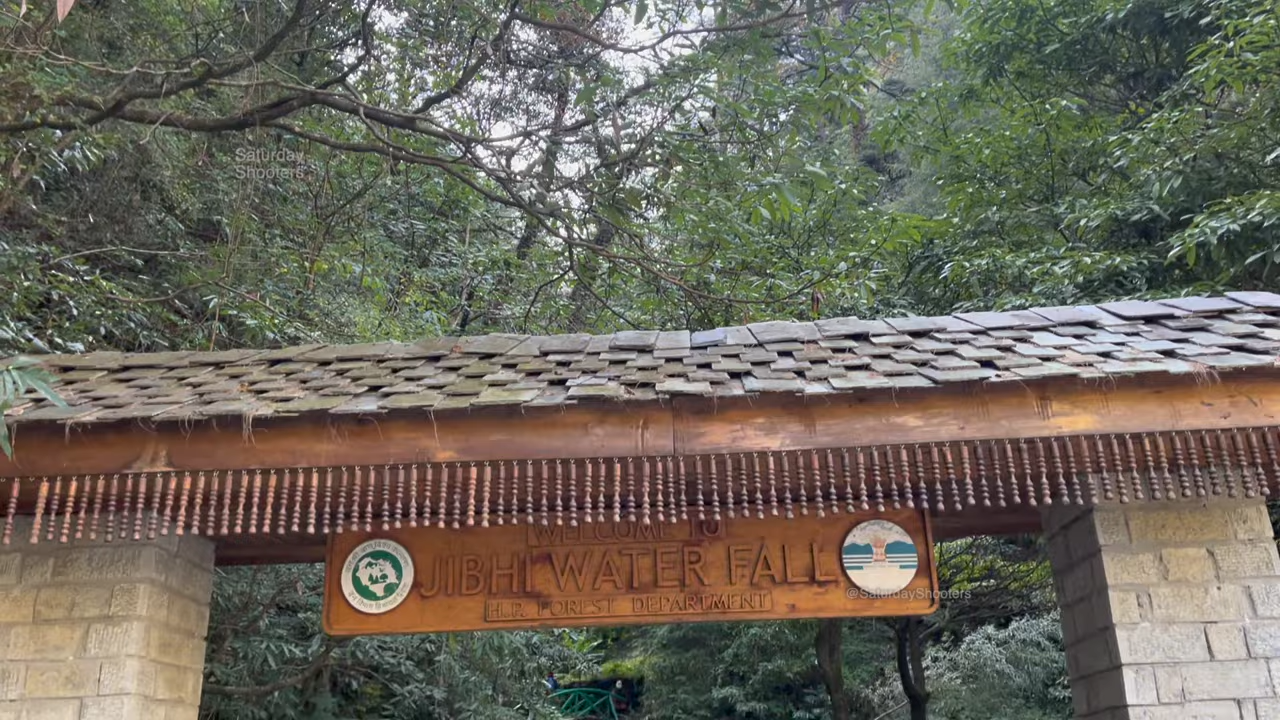 Saturday
Shooters
WELCOME TO
JIBHI WATER FALL
H.P. FOREST DEPARTMENT
@SaturdayShooters